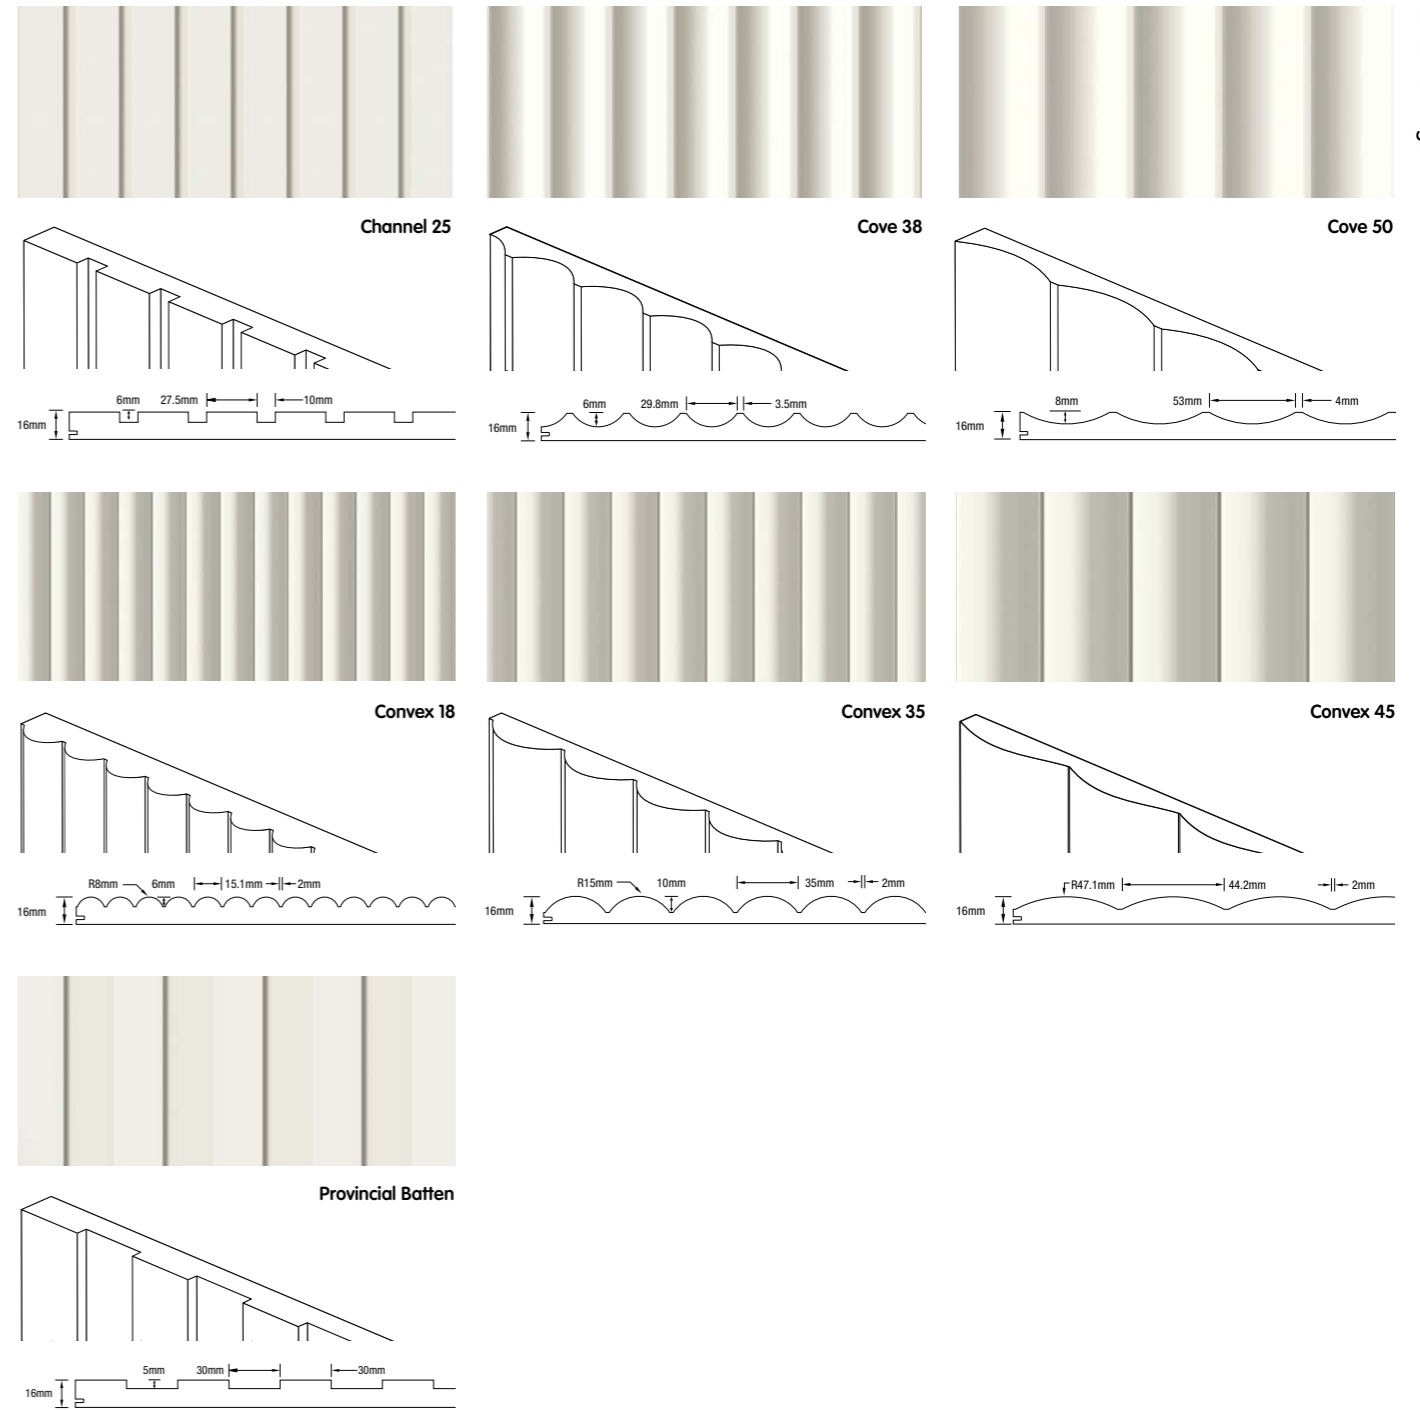 Channel 25
Cove 38
Cove 50
6mm 27.5mm 10mm
16mm
6mm 29.8mm 3.5mm
16mm
8mm 53mm 4mm
16mm
Convex 18
Convex 35
Convex 45
R8mm 6mm 15.1mm 2mm
16mm
R15mm 10mm 35mm 2mm
16mm
R47.1mm 44.2mm 2mm
16mm
Provincial Batten
5mm 30mm 30mm
16mm